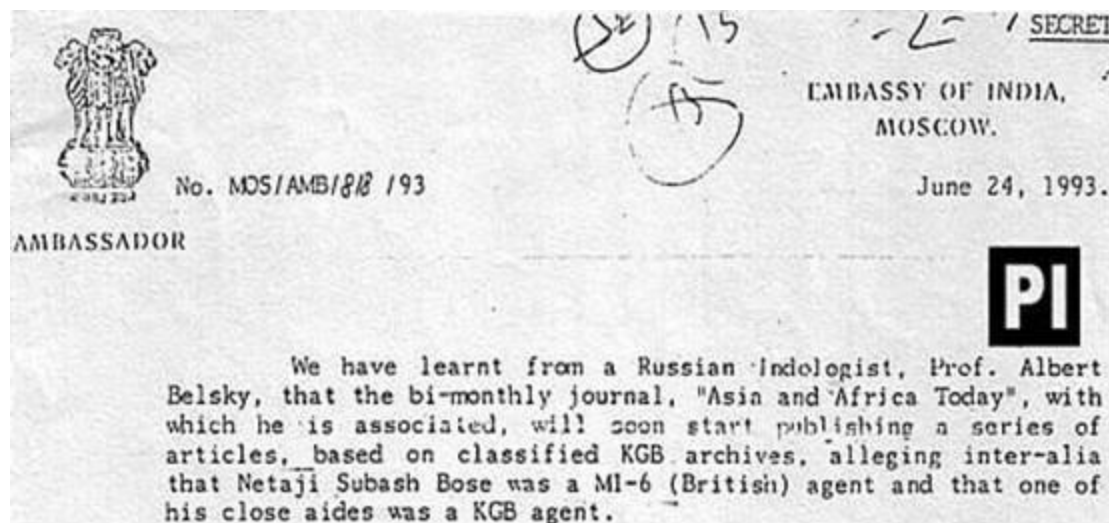 SECRET
EMBASSY OF INDIA,
MOSCOW.
No. MOS/AMB/818/93
June 24, 1993.
AMBASSADOR
PI
We have learnt from a Russian Indologist, Prof. Albert
Belsky, that the bi-monthly journal, "Asia and Africa Today", with
which he is associated, will soon start publishing a series of
articles, based on classified KGB archives, alleging inter-alia
that Netaji Subash Bose was a MI-6 (British) agent and that one of
his close aides was a KGB agent.